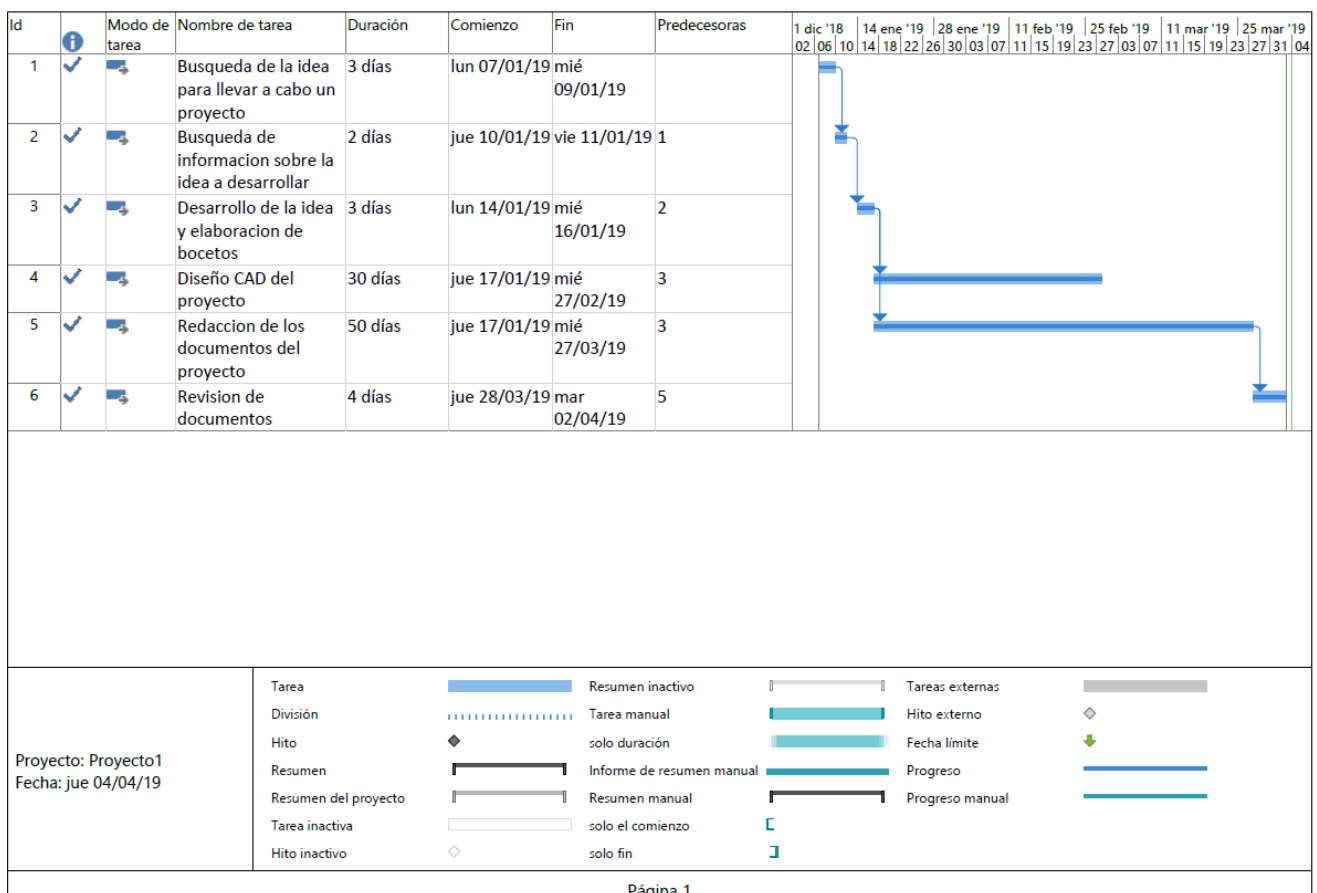 Id Modo de tarea Nombre de tarea Duración Comienzo Fin Predecesoras
1 dic '18 14 ene '19 28 ene '19 11 feb '19 25 feb '19 11 mar '19 25 mar '19
02 06 10 14 18 22 26 30 03 07 11 15 19 23 27 03 07 11 15 19 23 27 31 04
1 Busqueda de la idea 3 días lun 07/01/19 mié
para llevar a cabo un 09/01/19
proyecto
2 Busqueda de 2 días jue 10/01/19 vie 11/01/19 1
informacion sobre la
idea a desarrollar
3 Desarrollo de la idea 3 días lun 14/01/19 mié 2
y elaboracion de 16/01/19
bocetos
4 Diseño CAD del 30 días jue 17/01/19 mié 3
proyecto 27/02/19
5 Redaccion de los 50 días jue 17/01/19 mié 3
documentos del 27/03/19
proyecto
6 Revision de 4 días jue 28/03/19 mar 5
documentos 02/04/19
Proyecto: Proyecto1
Fecha: jue 04/04/19
Tarea
División
Hito
Resumen
Resumen del proyecto
Tarea inactiva
Hito inactivo
Resumen inactivo
Tarea manual
solo duración
Informe de resumen manual
Resumen manual
solo el comienzo
solo fin
Tareas externas
Hito externo
Fecha límite
Progreso
Progreso manual
Página 1